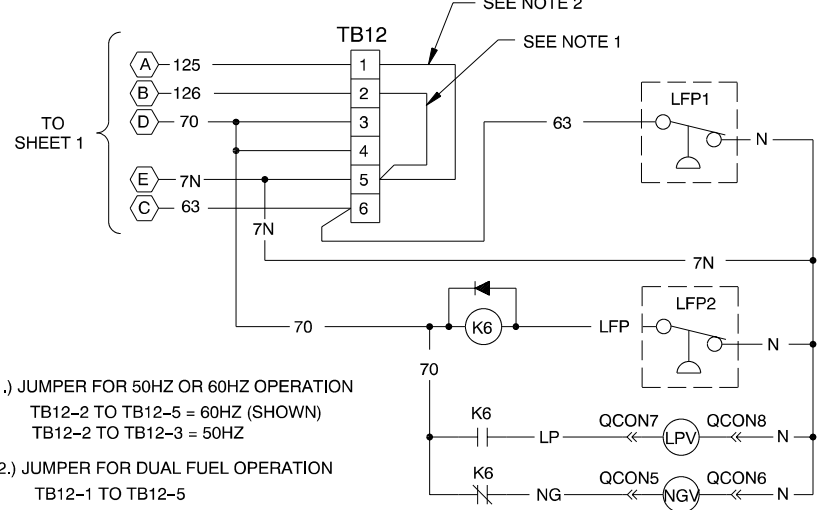 SEE NOTE 2
TB12
SEE NOTE 1
A 125 1
B 126 2
LFP1
TO
SHEET 1
D 70 3
63
N
4
E 7N 5
C 63 6
7N
7N
LFP2
70
K6
LFP
N
70
.) JUMPER FOR 50HZ OR 60HZ OPERATION
TB12-2 TO TB12-5 = 60HZ (SHOWN)
TB12-2 TO TB12-3 = 50HZ
K6
LP
QCON7
LPV
QCON8
N
2.) JUMPER FOR DUAL FUEL OPERATION
TB12-1 TO TB12-5
K6
NG
QCON5
NGV
QCON6
N